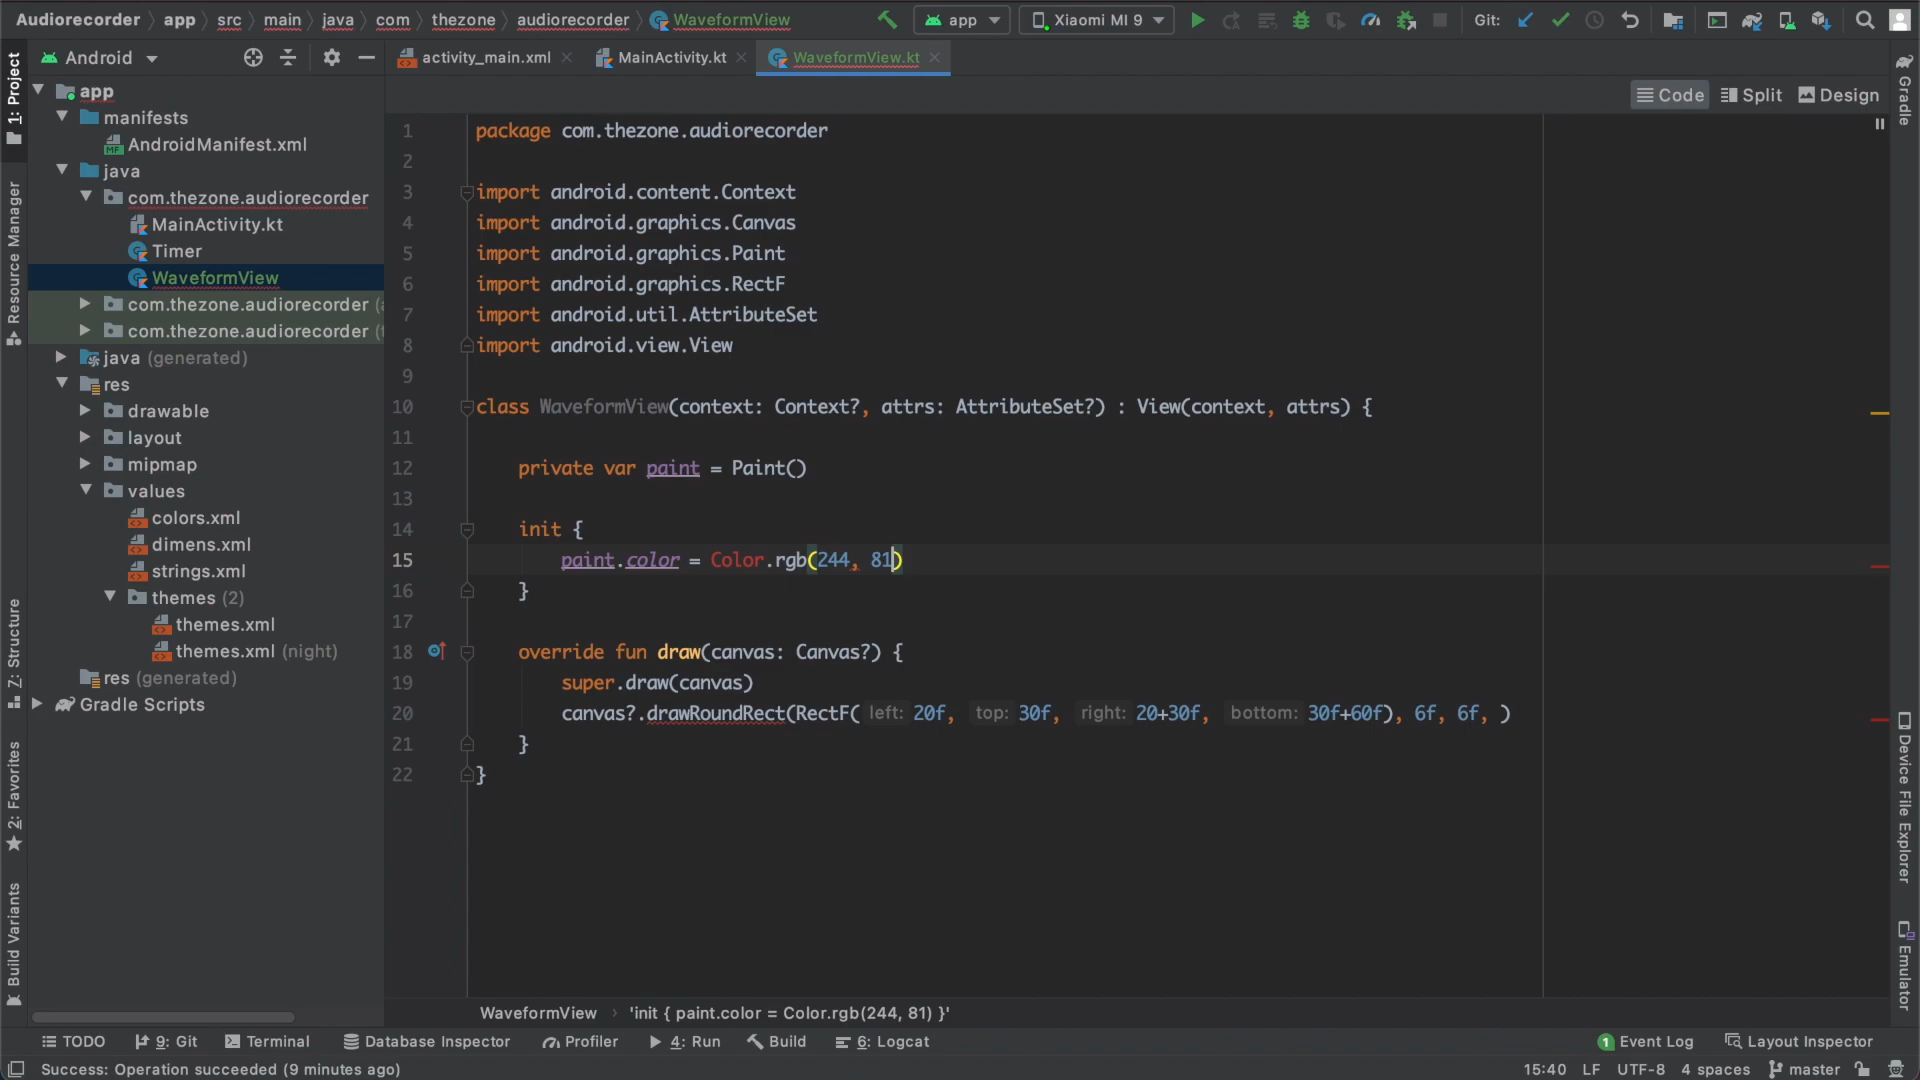 Audiorecorder app src main java com thezone audiorecorder WaveformView app Xiaomi MI 9 Git:
Android activity_main.xml MainActivity.kt WaveformView.kt
Code Split Design
1: Project
Resource Manager
Z: Structure
2: Favorites
Build Variants
app
manifests
AndroidManifest.xml
java
com.thezone.audiorecorder
MainActivity.kt
Timer
WaveformView
com.thezone.audiorecorder (
com.thezone.audiorecorder (
java (generated)
res
drawable
layout
mipmap
values
colors.xml
dimens.xml
strings.xml
themes (2)
themes.xml
themes.xml (night)
res (generated)
Gradle Scripts
1 package com.thezone.audiorecorder
2
3 import android.content.Context
4 import android.graphics.Canvas
5 import android.graphics.Paint
6 import android.graphics.RectF
7 import android.util.AttributeSet
8 import android.view.View
9
10 class WaveformView(context: Context?, attrs: AttributeSet?) : View(context, attrs) {
11
12 private var paint = Paint()
13
14 init {
15 paint.color = Color.rgb(244, 81)
16 }
17
18 override fun draw(canvas: Canvas?) {
19 super.draw(canvas)
20 canvas?.drawRoundRect(RectF( left: 20f, top: 30f, right: 20+30f, bottom: 30f+60f), 6f, 6f, )
21 }
22 }
Gradle
Device File Explorer
Emulator
WaveformView › 'init { paint.color = Color.rgb(244, 81) }'
TODO 9: Git Terminal Database Inspector Profiler 4: Run Build 6: Logcat 1 Event Log Layout Inspector
Success: Operation succeeded (9 minutes ago) 15:40 LF UTF-8 4 spaces master